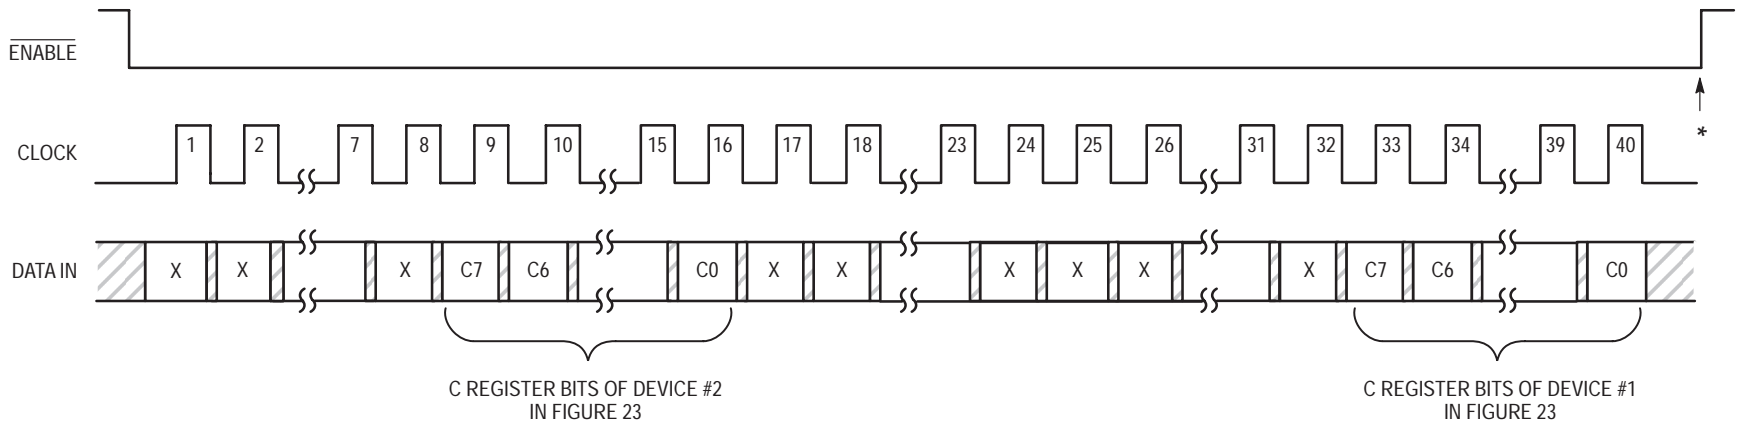 ENABLE
*
CLOCK 1 2 7 8 9 10 15 16 17 18 23 24 25 26 31 32 33 34 39 40
DATA IN X X X C7 C6 C0 X X X X X X C7 C6 C0
C REGISTER BITS OF DEVICE #2
IN FIGURE 23
C REGISTER BITS OF DEVICE #1
IN FIGURE 23